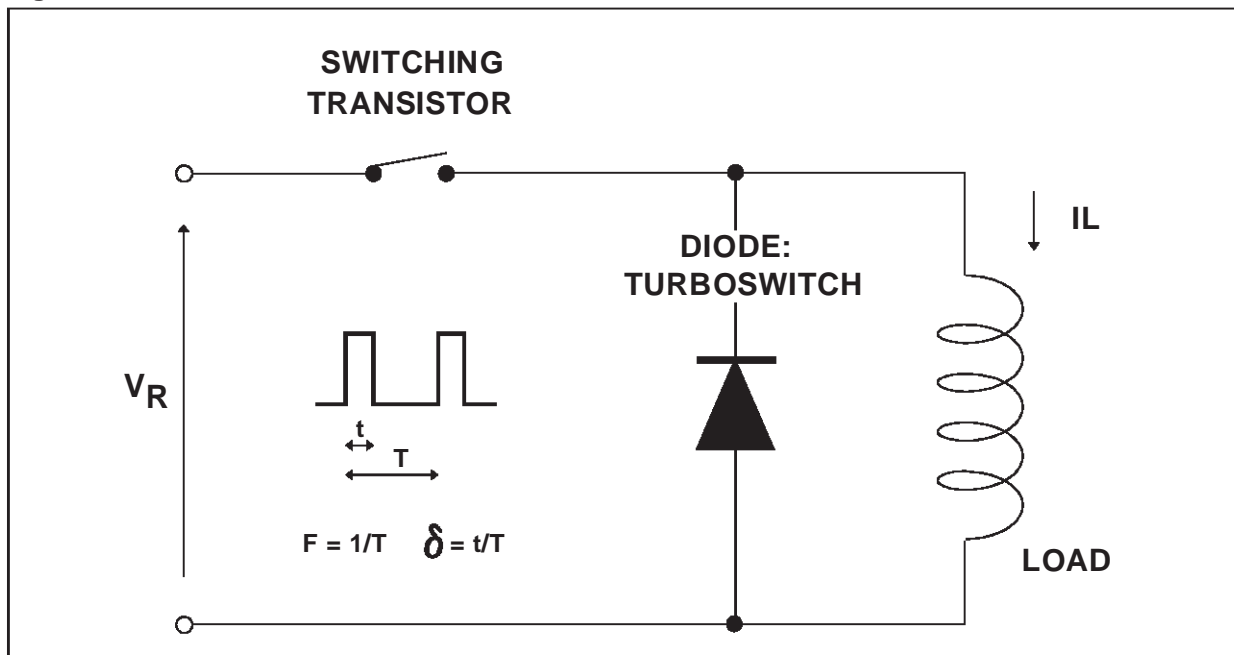 SWITCHING
TRANSISTOR
IL
DIODE:
TURBOSWITCH
VR
t
T
F = 1/T δ = t/T
LOAD